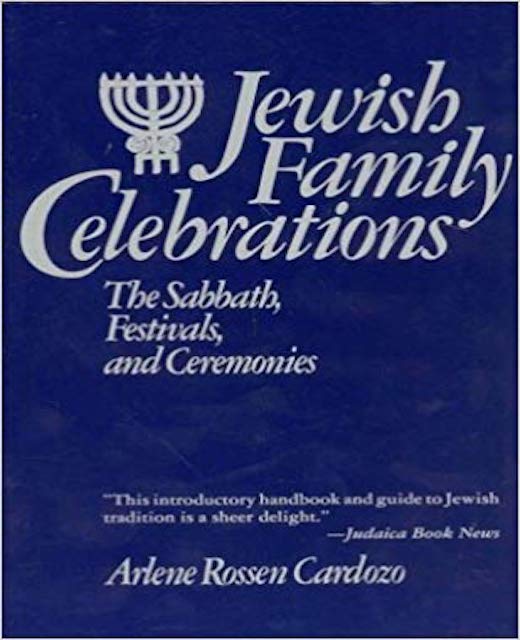 Jewish
Family
Celebrations
The Sabbath,
Festivals,
and Ceremonies
"This introductory handbook and guide to Jewish
tradition is a sheer delight."
—Judaica Book News
Arlene Rossen Cardozo